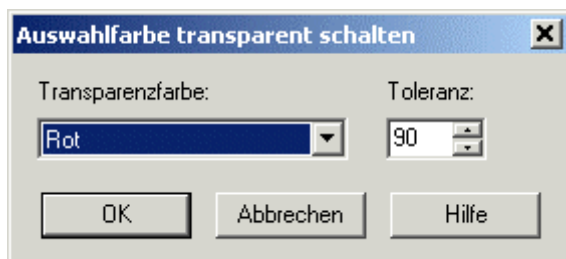 Auswahlfarbe transparent schalten
Transparenzfarbe: Toleranz:
Rot 90
OK Abbrechen Hilfe